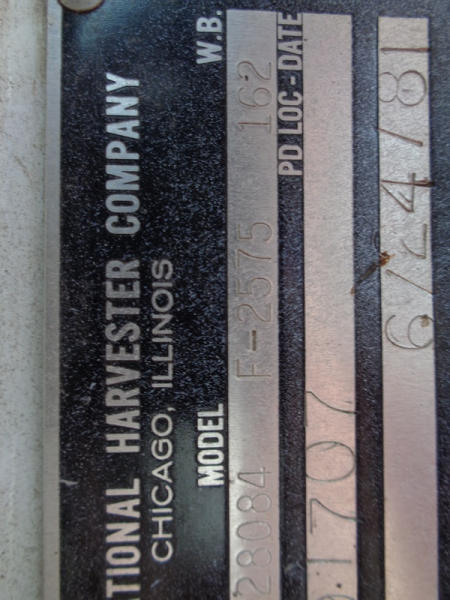 TIONAL HARVESTER COMPANY
CHICAGO, ILLINOIS
MODEL W.B.
28084 F-2575 162
PD LOC-DATE
1707
6/24/81